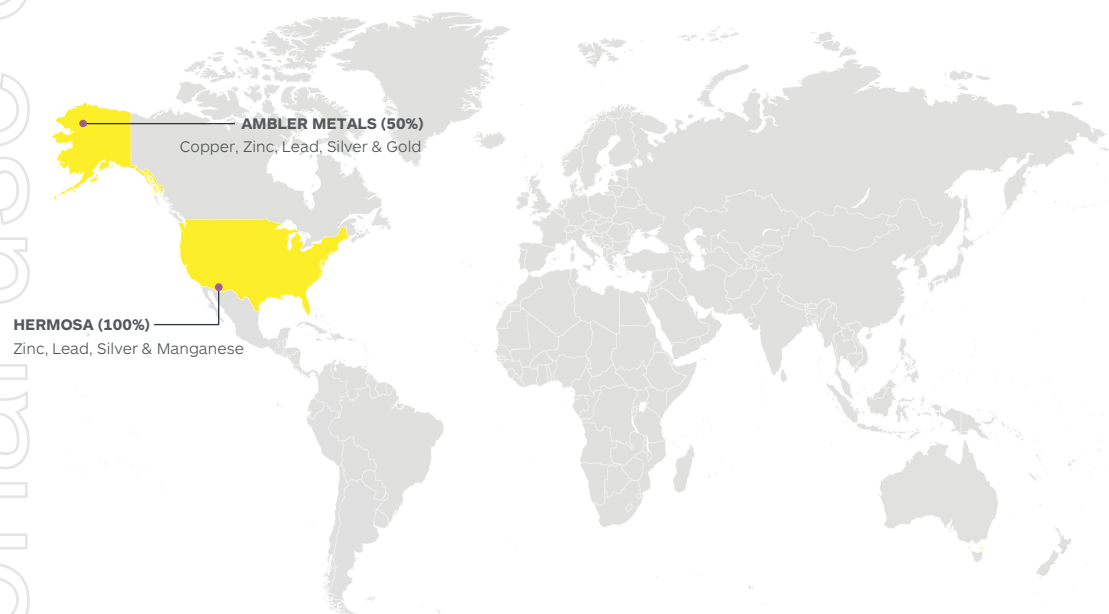 AMBLER METALS (50%)
Copper, Zinc, Lead, Silver & Gold
HERMOSA (100%)
Zinc, Lead, Silver & Manganese